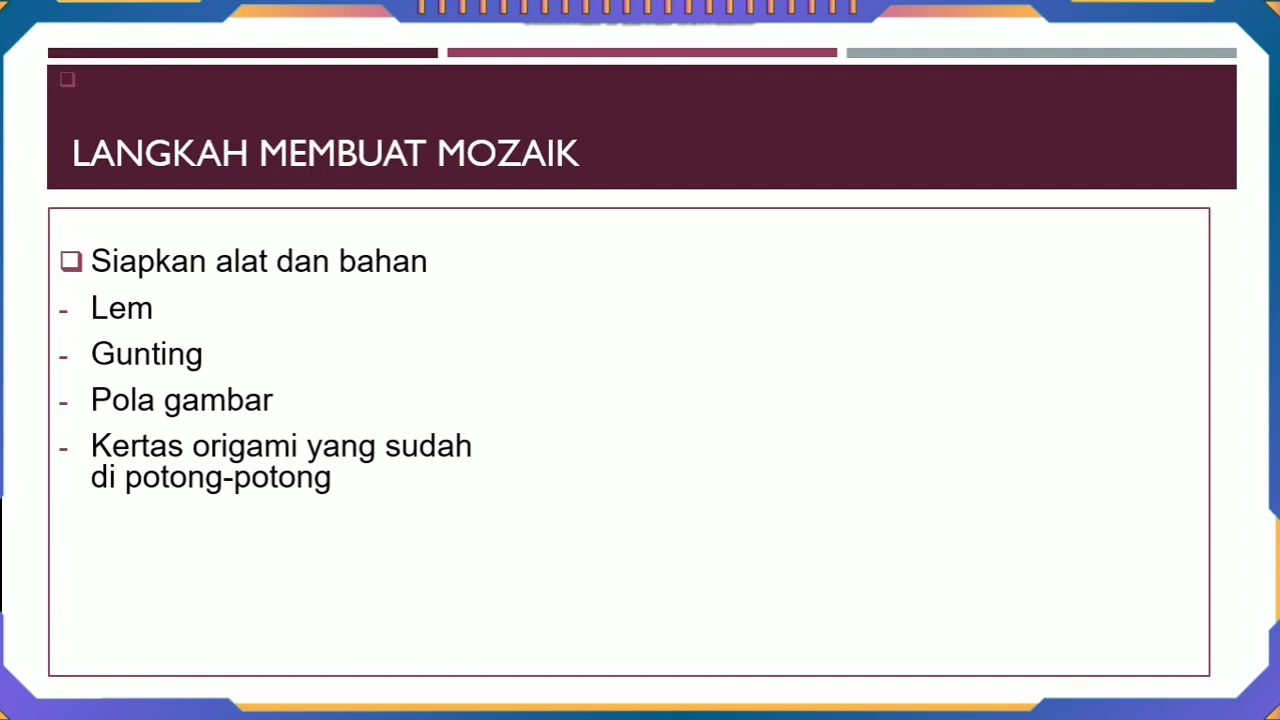 LANGKAH MEMBUAT MOZAIK
❑ Siapkan alat dan bahan
- Lem
- Gunting
- Pola gambar
- Kertas origami yang sudah
di potong-potong